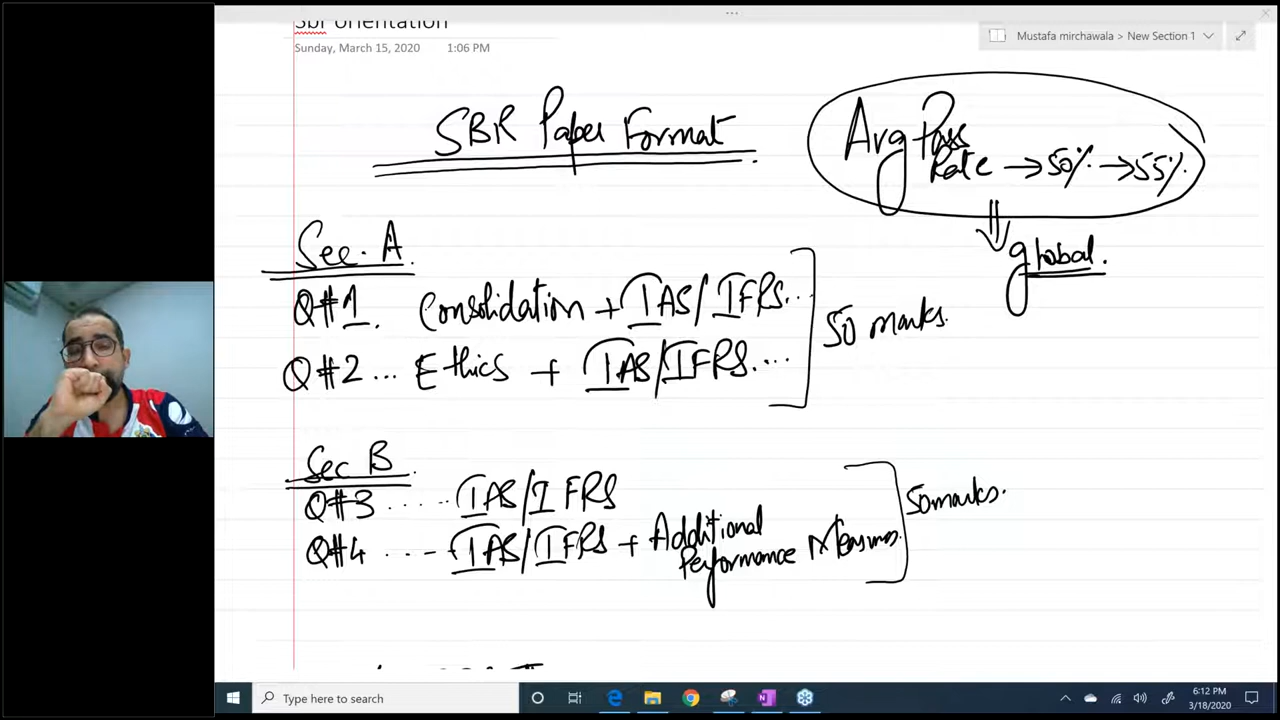 Sbr orientation
Sunday, March 15, 2020 1:06 PM
Mustafa mirchawala > New Section 1
SBR Paper Format
Avg Pass
Rate → 50% → 55%
global.
Sec. A
Q#1. Consolidation + IAS/IFRS...
Q#2... Ethics + IAS/IFRS...
50 marks.
Sec B
Q#3 ..... IAS/IFRS
Q#4 ... IAS/IFRS + Additional
Performance Measures
50 marks.
Type here to search
6:12 PM
3/18/2020